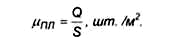 μпл = Q/S, шт. /м².